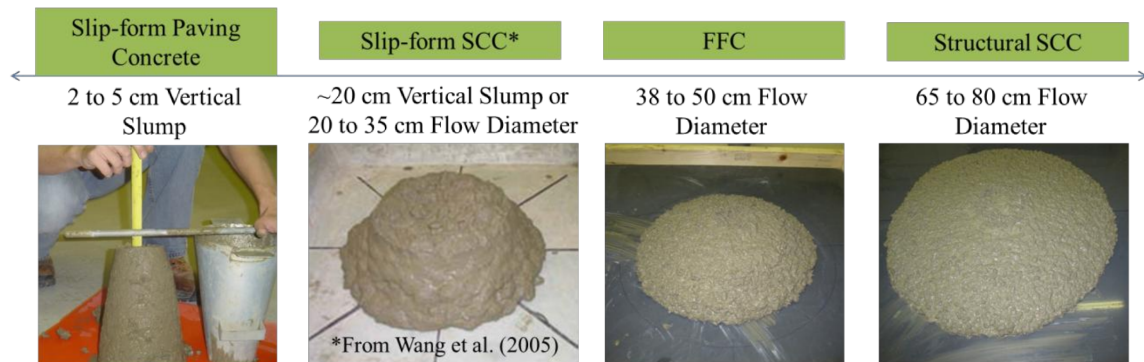 Slip-form Paving
Concrete
Slip-form SCC*
FFC
Structural SCC
2 to 5 cm Vertical
Slump
~20 cm Vertical Slump or
20 to 35 cm Flow Diameter
38 to 50 cm Flow
Diameter
65 to 80 cm Flow
Diameter
*From Wang et al. (2005)